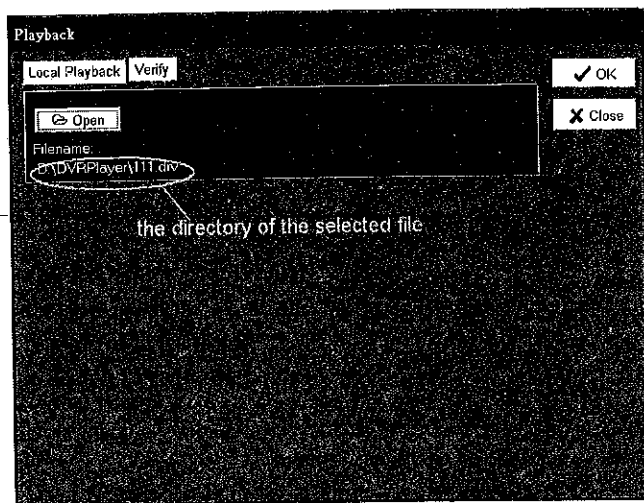 Playback
Local Playback Verify
OK
Open
Close
Filename:
D:\DVRPlayer\111.div
the directory of the selected file